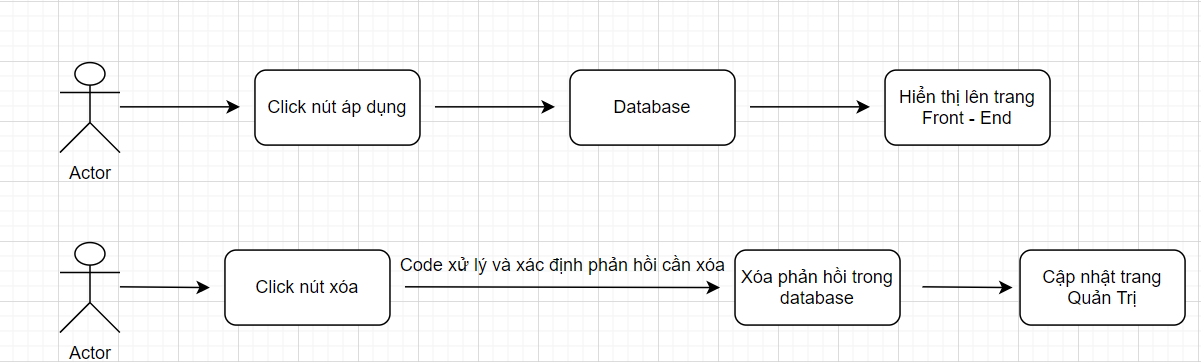 Click nút áp dụng
Database
Hiển thị lên trang
Front - End
Actor
Code xử lý và xác định phản hồi cần xóa
Click nút xóa
Xóa phản hồi trong
database
Cập nhật trang
Quản Trị
Actor